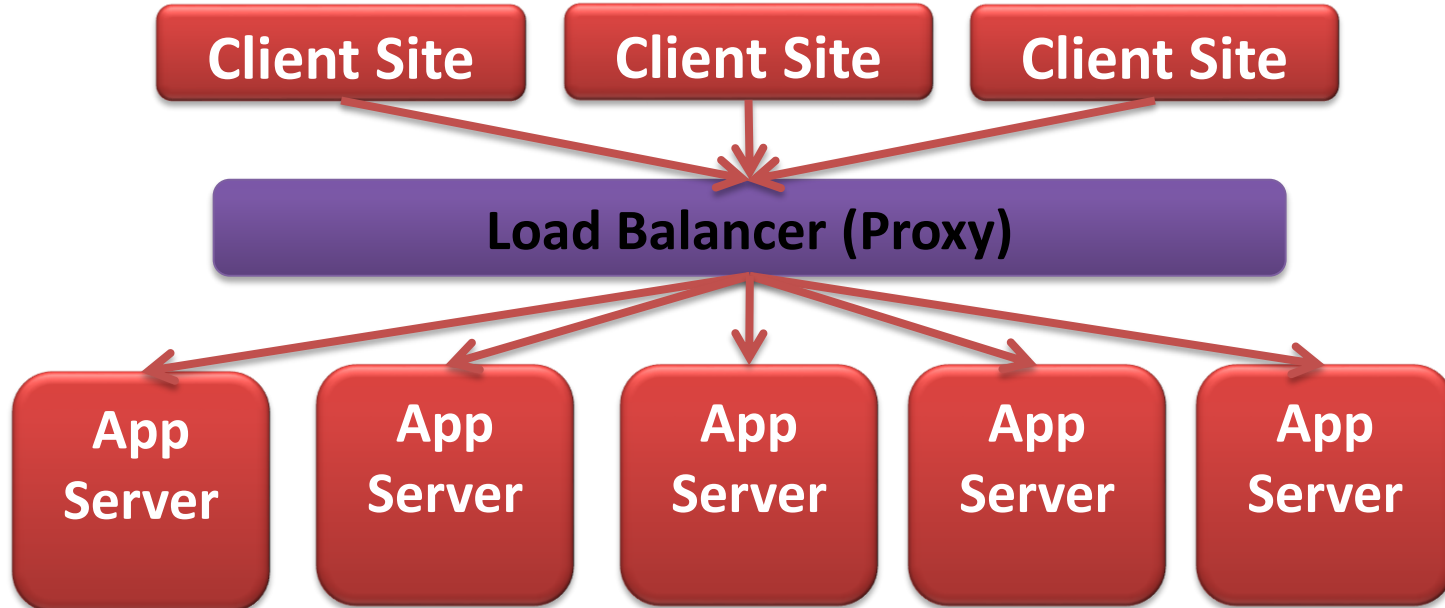 Client Site
Client Site
Client Site
Load Balancer (Proxy)
App
Server
App
Server
App
Server
App
Server
App
Server